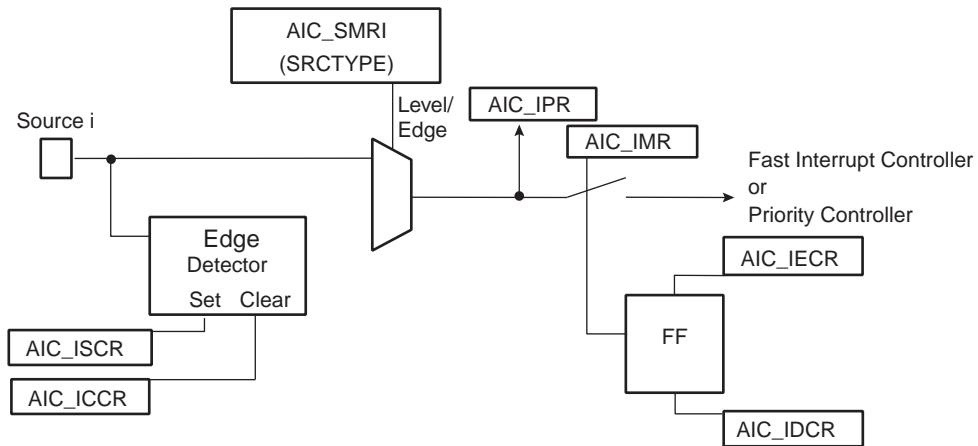 AIC_SMRI
(SRCTYPE)
Level/
Edge
AIC_IPR
Source i
AIC_IMR
Fast Interrupt Controller
or
Priority Controller
Edge
Detector
Set Clear
AIC_IECR
FF
AIC_ISCR
AIC_ICCR
AIC_IDCR